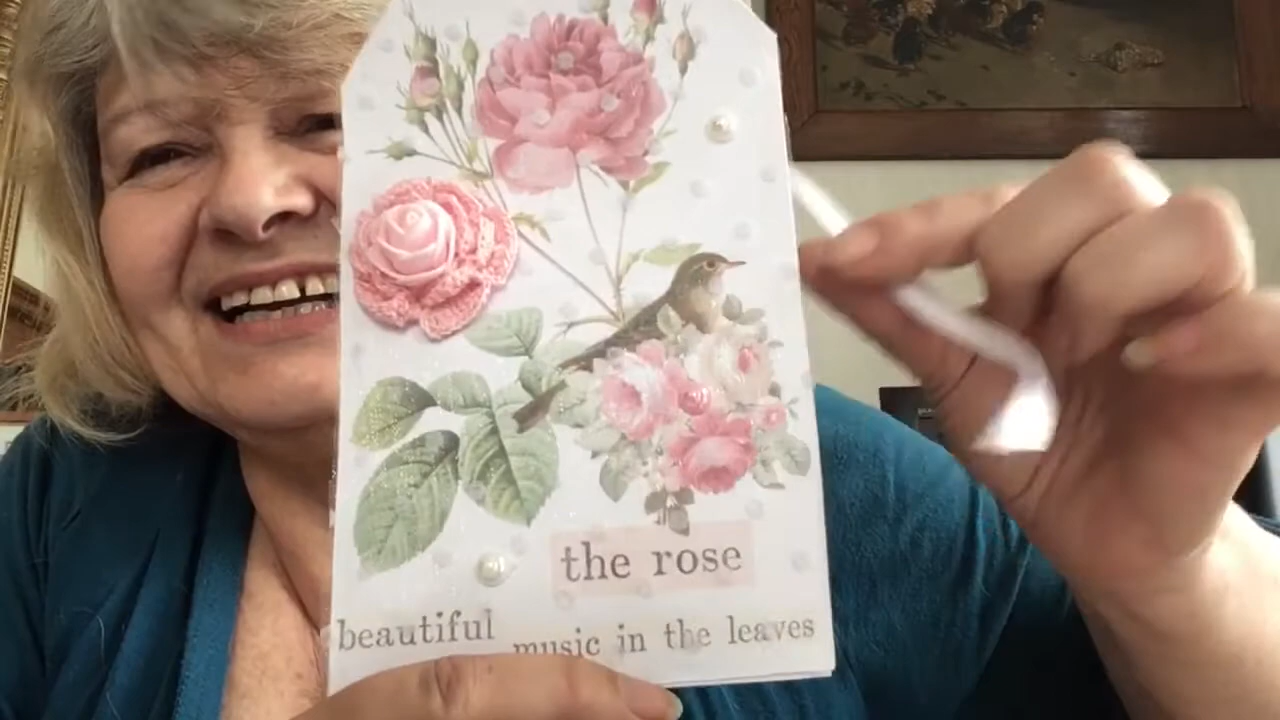 the rose
beautiful
music in the leaves